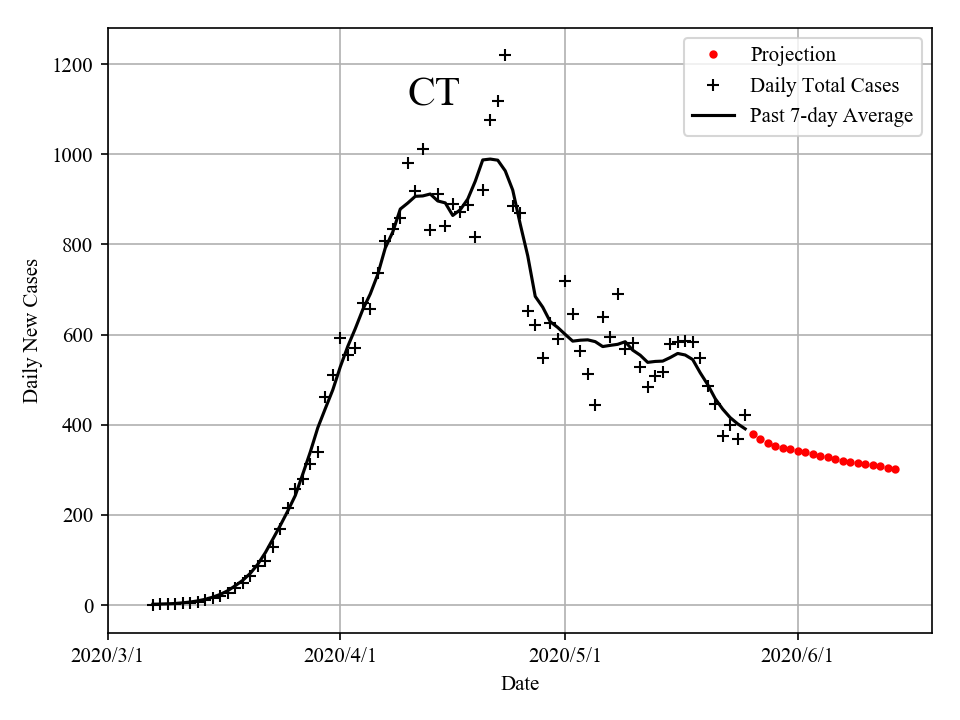 CT
Projection
Daily Total Cases
Past 7-day Average
Daily New Cases
1200
1000
800
600
400
200
0
2020/3/1
2020/4/1
2020/5/1
2020/6/1
Date